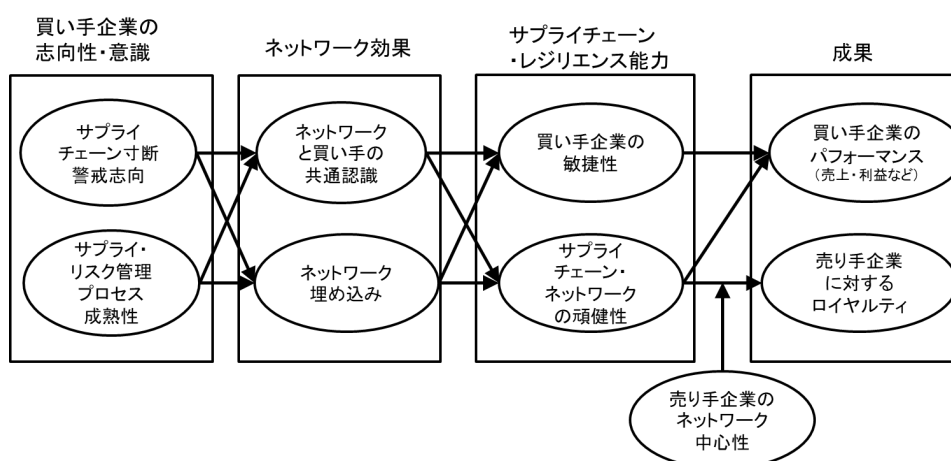 買い手企業の
志向性・意識
ネットワーク効果
サプライチェーン
・レジリエンス能力
成果
サプライ
チェーン寸断
警戒志向
ネットワーク
と買い手の
共通認識
買い手企業の
敏捷性
買い手企業の
パフォーマンス
（売上・利益など）
サプライ・
リスク管理
プロセス
成熟性
ネットワーク
埋め込み
サプライ
チェーン・
ネットワーク
の頑健性
売り手企業
に対する
ロイヤルティ
売り手企業の
ネットワーク
中心性